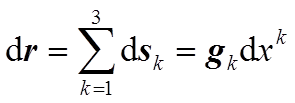 d𝒓 = ∑_{k=1}^{3} d𝒔_k = 𝒈_k dx^k